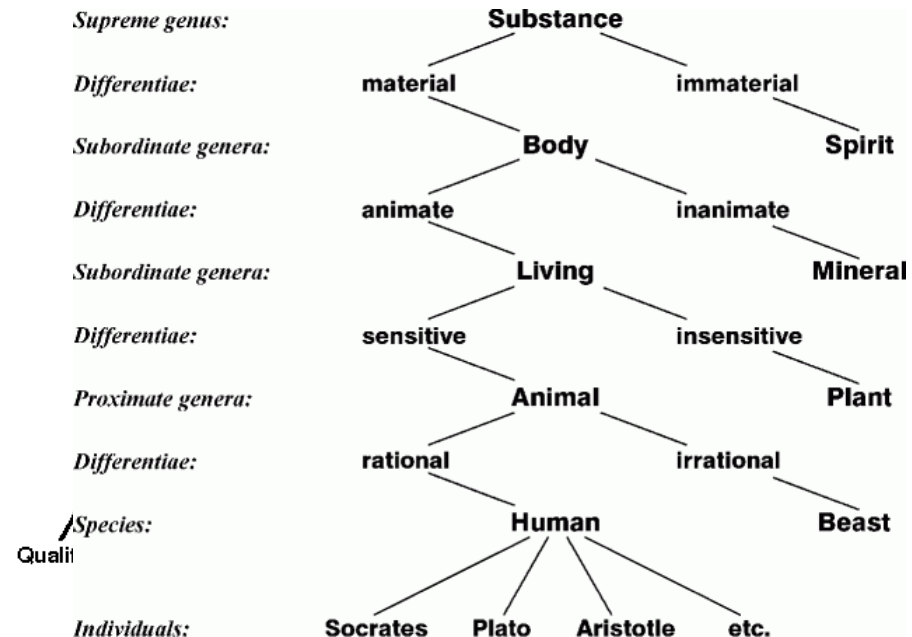 Supreme genus: Substance
Differentiae: material immaterial
Subordinate genera: Body Spirit
Differentiae: animate inanimate
Subordinate genera: Living Mineral
Differentiae: sensitive insensitive
Proximate genera: Animal Plant
Differentiae: rational irrational
Species: Human Beast
Individuals: Socrates Plato Aristotle etc.